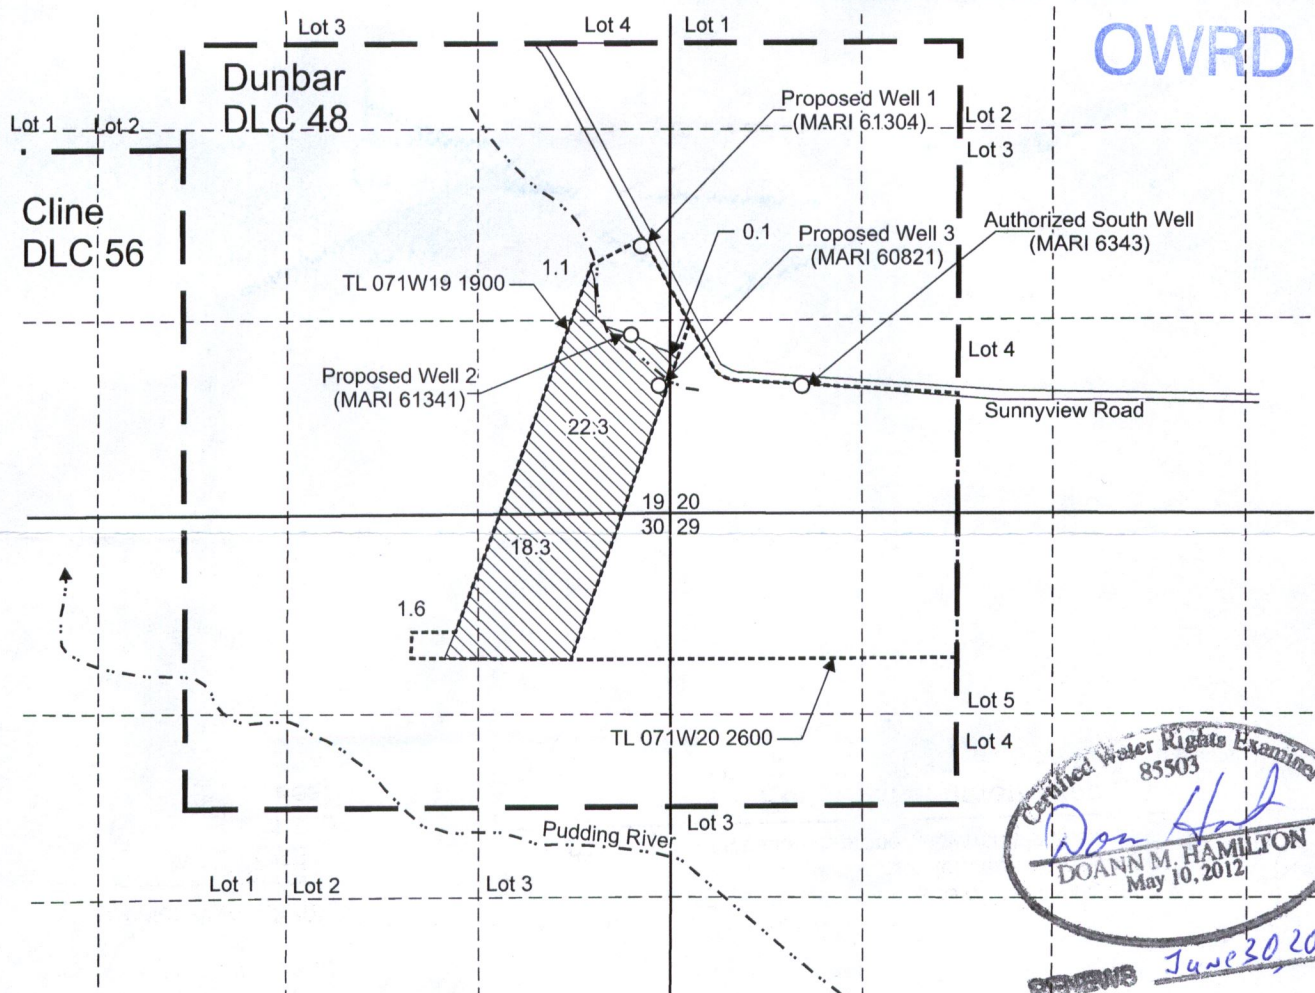 Lot 3
Lot 4
Lot 1
OWRD
Dunbar
DLC 48
Proposed Well 1
(MARI 61304)
Lot 2
Lot 1
Lot 2
Lot 3
Cline
DLC 56
Authorized South Well
(MARI 6343)
0.1
Proposed Well 3
(MARI 60821)
1.1
TL 071W19 1900
Lot 4
Proposed Well 2
(MARI 61341)
Sunnyview Road
22.3
19 20
30 29
18.3
1.6
Lot 5
TL 071W20 2600
Lot 4
Lot 3
Pudding River
Lot 1
Lot 2
Lot 3
Certified Water Rights Examiner
85503
Doann M. Hamilton
DOANN M. HAMILTON
May 10, 2012
RENEWS June 30 20